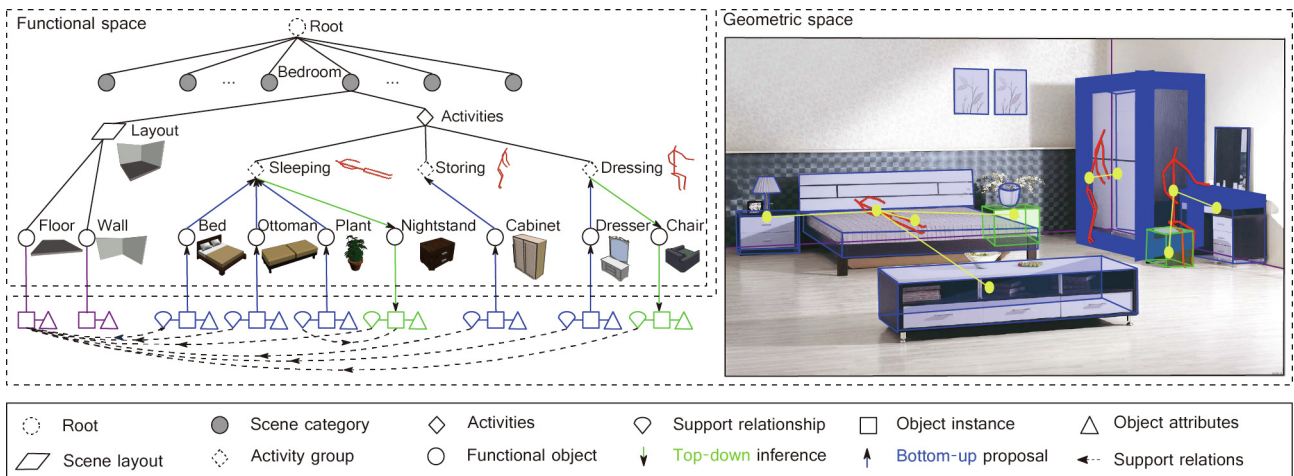 Functional space
Geometric space
Root
...
Bedroom
...
Layout
Activities
Sleeping
Storing
Dressing
Floor
Wall
Bed
Ottoman
Plant
Nightstand
Cabinet
Dresser
Chair
Root
Scene category
Activities
Support relationship
Object instance
Object attributes
Scene layout
Activity group
Functional object
Top-down inference
Bottom-up proposal
Support relations